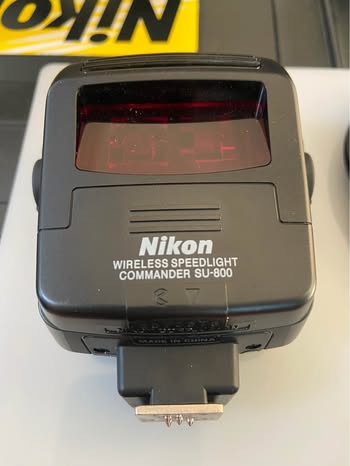 Nikon
Nikon
WIRELESS SPEEDLIGHT
COMMANDER SU-800
MADE IN CHINA